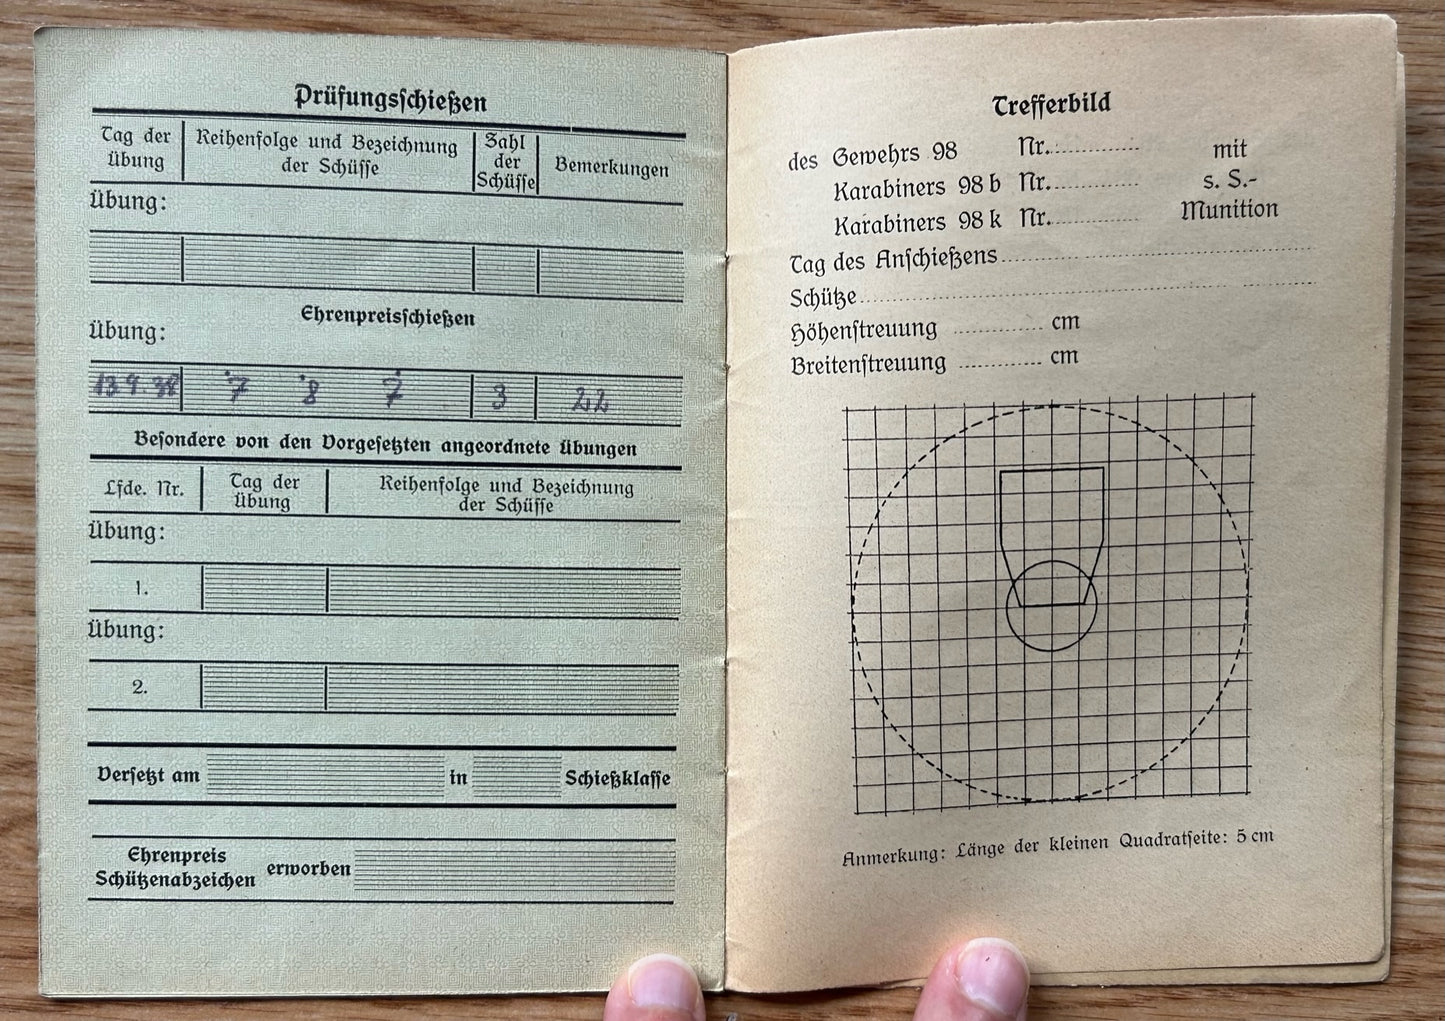 Prüfungsschießen
Tag der Übung
Reihenfolge und Bezeichnung der Schüsse
Zahl der Schüsse
Bemerkungen
Übung:
Ehrenpreisschießen
Übung:
13.9.38 7 8 7 3 22
Besondere von den Vorgesetzten angeordnete Übungen
Lfde. Nr.
Tag der Übung
Reihenfolge und Bezeichnung der Schüsse
Übung:
1.
Übung:
2.
Versetzt am in Schießklasse
Ehrenpreis
Schützenabzeichen erworben
Trefferbild
des Gewehrs 98 Nr. mit
Karabiners 98 b Nr. s. S.-
Karabiners 98 k Nr. Munition
Tag des Anschießens
Schütze
Höhenstreuung cm
Breitenstreuung cm
Anmerkung: Länge der kleinen Quadratseite: 5 cm